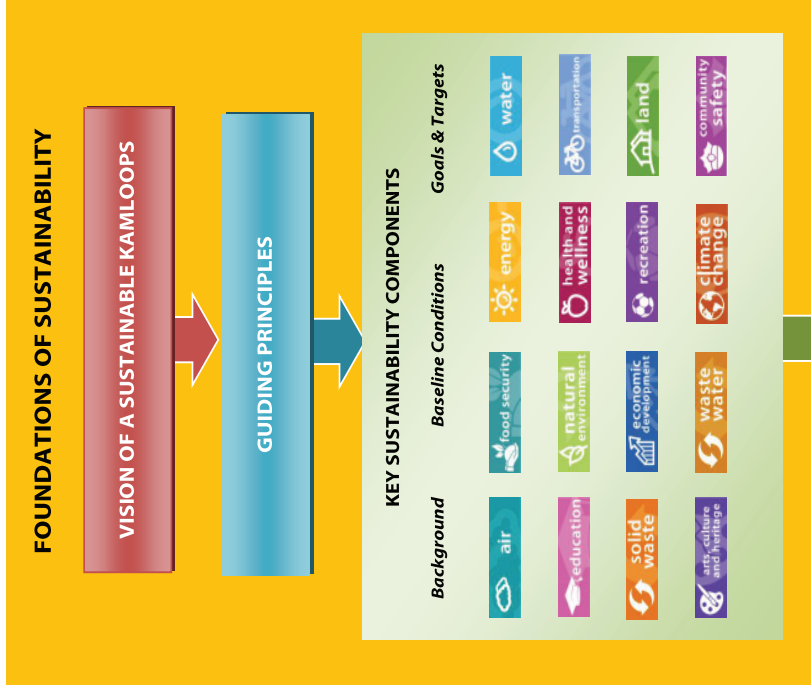 FOUNDATIONS OF SUSTAINABILITY
VISION OF A SUSTAINABLE KAMLOOPS
GUIDING PRINCIPLES
KEY SUSTAINABILITY COMPONENTS
Background Baseline Conditions Goals & Targets
air
food security
energy
water
education
natural
environment
health and
wellness
transportation
solid
waste
economic
development
recreation
land
arts, culture
and heritage
waste
water
climate
change
community
safety